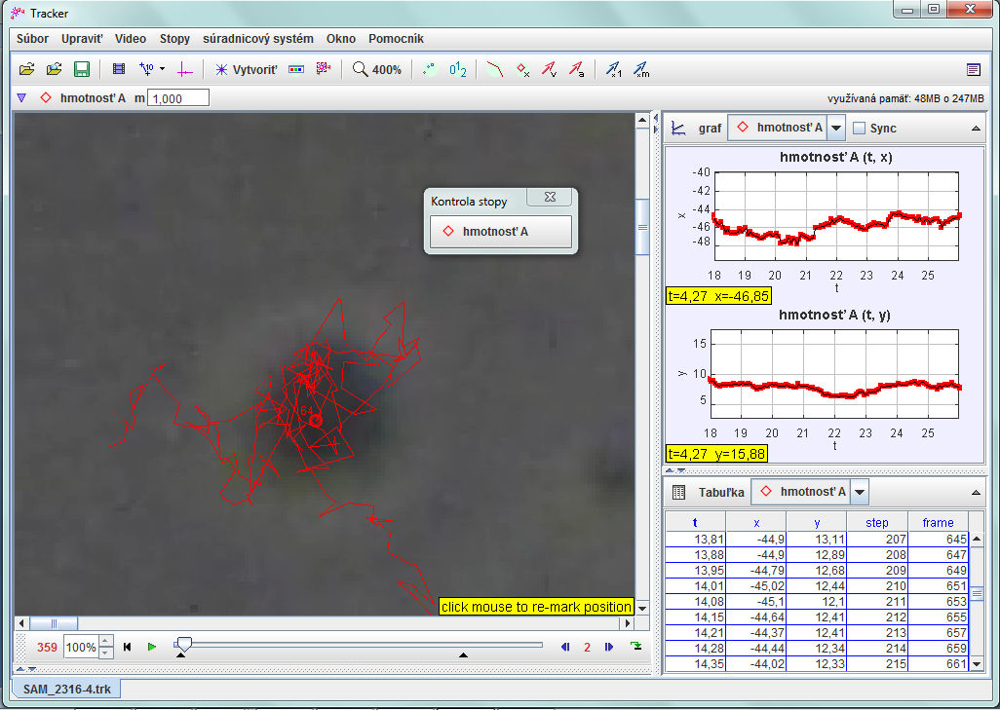 Tracker
Súbor Upraviť Video Stopy súradnicový systém Okno Pomocník
Vytvoriť 400%
hmotnosť A m 1,000 využívaná pamäť: 48MB o 247MB
Kontrola stopy
hmotnosť A
64
click mouse to re-mark position
359 100% 2
graf hmotnosť A Sync
hmotnosť A (t, x)
-40
-42
-44
-46
-48
x
18 19 20 21 22 23 24 25
t
t=4,27 x=-46,85
hmotnosť A (t, y)
15
10
5
y
18 19 20 21 22 23 24 25
t
t=4,27 y=15,88
Tabuľka hmotnosť A
t x y step frame
13,81 -44,9 13,11 207 645
13,88 -44,9 12,89 208 647
13,95 -44,79 12,68 209 649
14,01 -45,02 12,44 210 651
14,08 -45,1 12,1 211 653
14,15 -44,64 12,41 212 655
14,21 -44,37 12,41 213 657
14,28 -44,44 12,34 214 659
14,35 -44,02 12,33 215 661
SAM_2316-4.trk